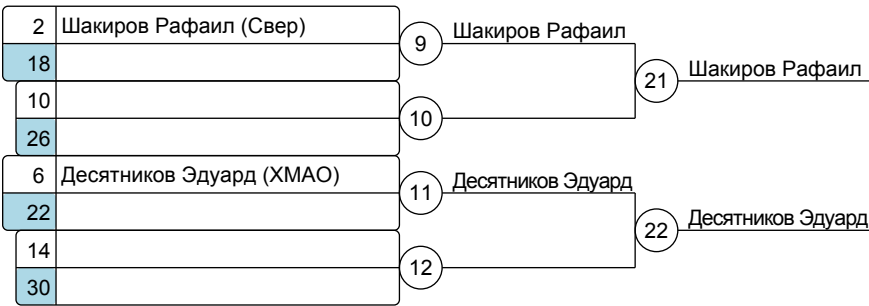 2 Шакиров Рафаил (Свер)
9 Шакиров Рафаил
18
21 Шакиров Рафаил
10
10
26
6 Десятников Эдуард (ХМАО)
11 Десятников Эдуард
22
22 Десятников Эдуард
14
12
30